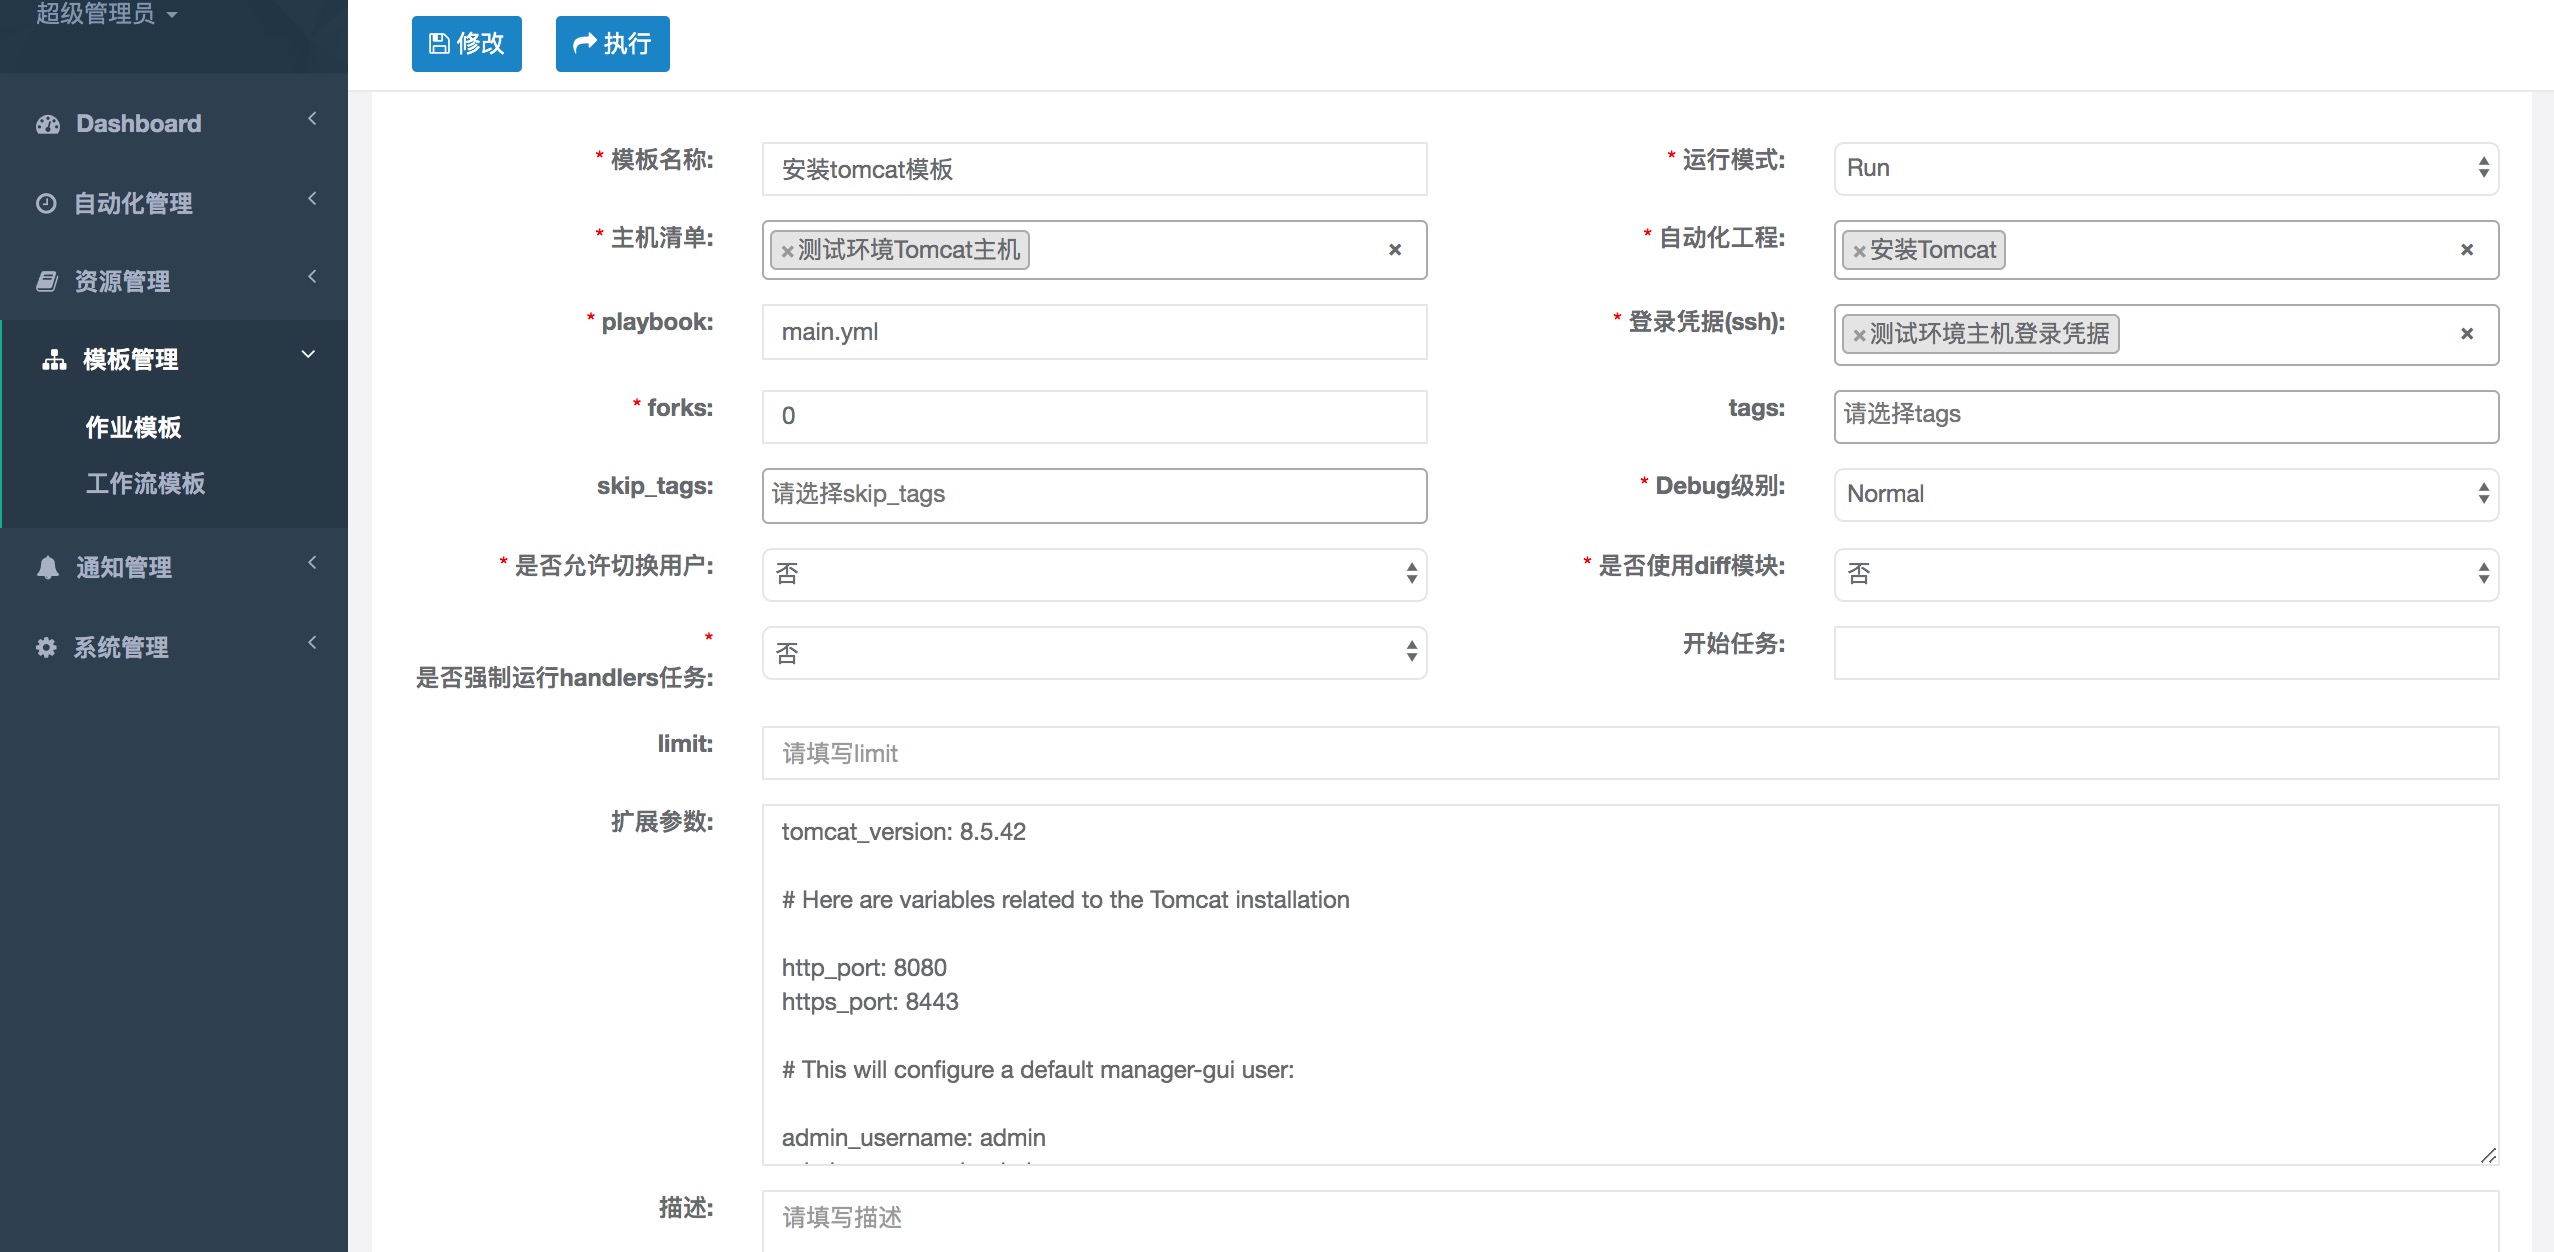 超级管理员
修改
执行
Dashboard
自动化管理
资源管理
模板管理
作业模板
工作流模板
通知管理
系统管理
* 模板名称:
安装tomcat模板
* 运行模式:
Run
* 主机清单:
×测试环境Tomcat主机 ×
* 自动化工程:
×安装Tomcat ×
* playbook:
main.yml
* 登录凭据(ssh):
×测试环境主机登录凭据 ×
* forks:
0
tags:
请选择tags
skip_tags:
请选择skip_tags
* Debug级别:
Normal
* 是否允许切换用户:
否
* 是否使用diff模块:
否
*
是否强制运行handlers任务:
否
开始任务:
limit:
请填写limit
扩展参数:
tomcat_version: 8.5.42
# Here are variables related to the Tomcat installation
http_port: 8080
https_port: 8443
# This will configure a default manager-gui user:
admin_username: admin
描述:
请填写描述